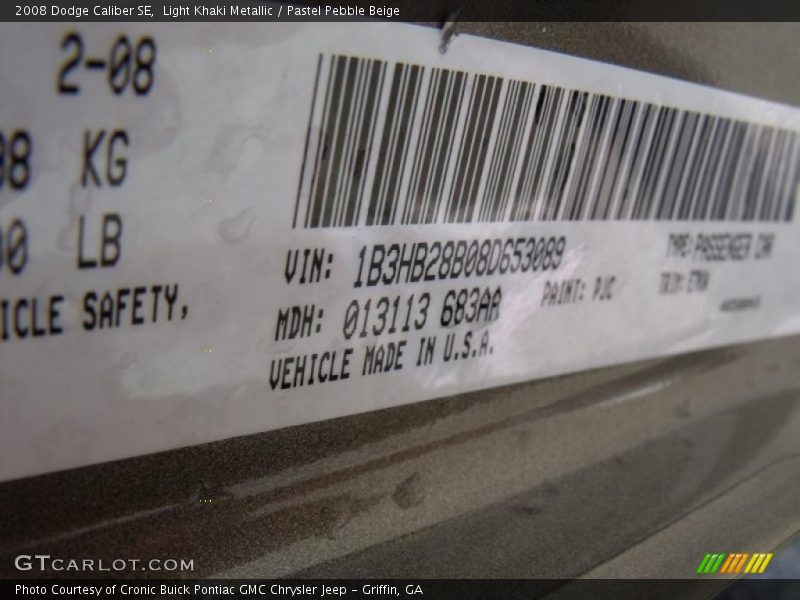 2008 Dodge Caliber SE,  Light Khaki Metallic / Pastel Pebble Beige
2-08
98 KG
00 LB
ICLE SAFETY,
VIN: 1B3HB28B08D653089
TYPE: PASSENGER CAR
MDH: 013113 683AA
PAINT: PJC
TRIM:
VEHICLE MADE IN U.S.A.
GTCARLOT.COM
Photo Courtesy of Cronic Buick Pontiac GMC Chrysler Jeep - Griffin, GA